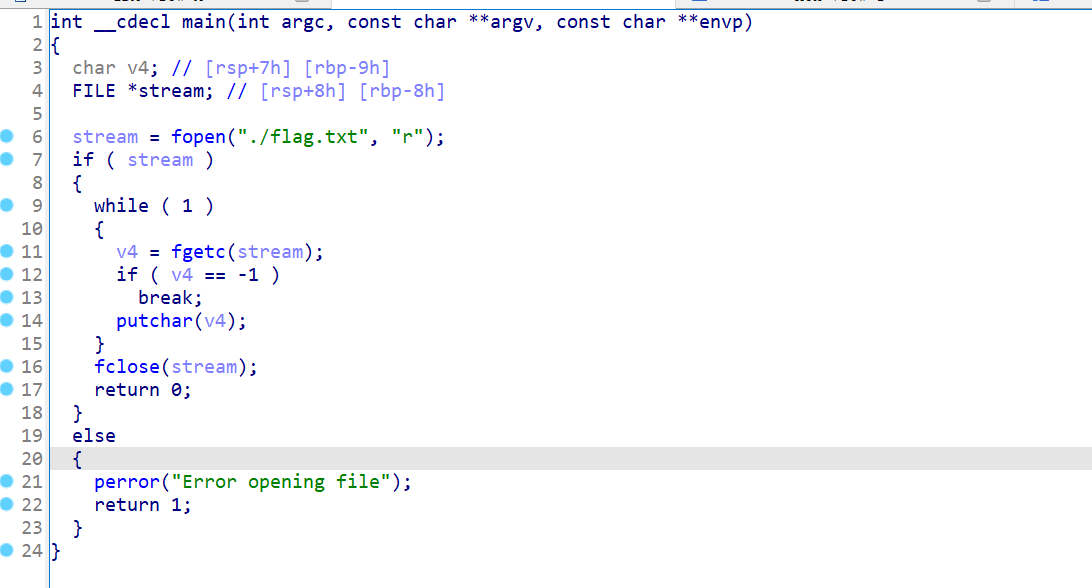 1 int __cdecl main(int argc, const char **argv, const char **envp)
2 {
3   char v4; // [rsp+7h] [rbp-9h]
4   FILE *stream; // [rsp+8h] [rbp-8h]
5
6   stream = fopen("./flag.txt", "r");
7   if ( stream )
8   {
9     while ( 1 )
10     {
11       v4 = fgetc(stream);
12       if ( v4 == -1 )
13         break;
14       putchar(v4);
15     }
16     fclose(stream);
17     return 0;
18   }
19   else
20   {
21     perror("Error opening file");
22     return 1;
23   }
24 }